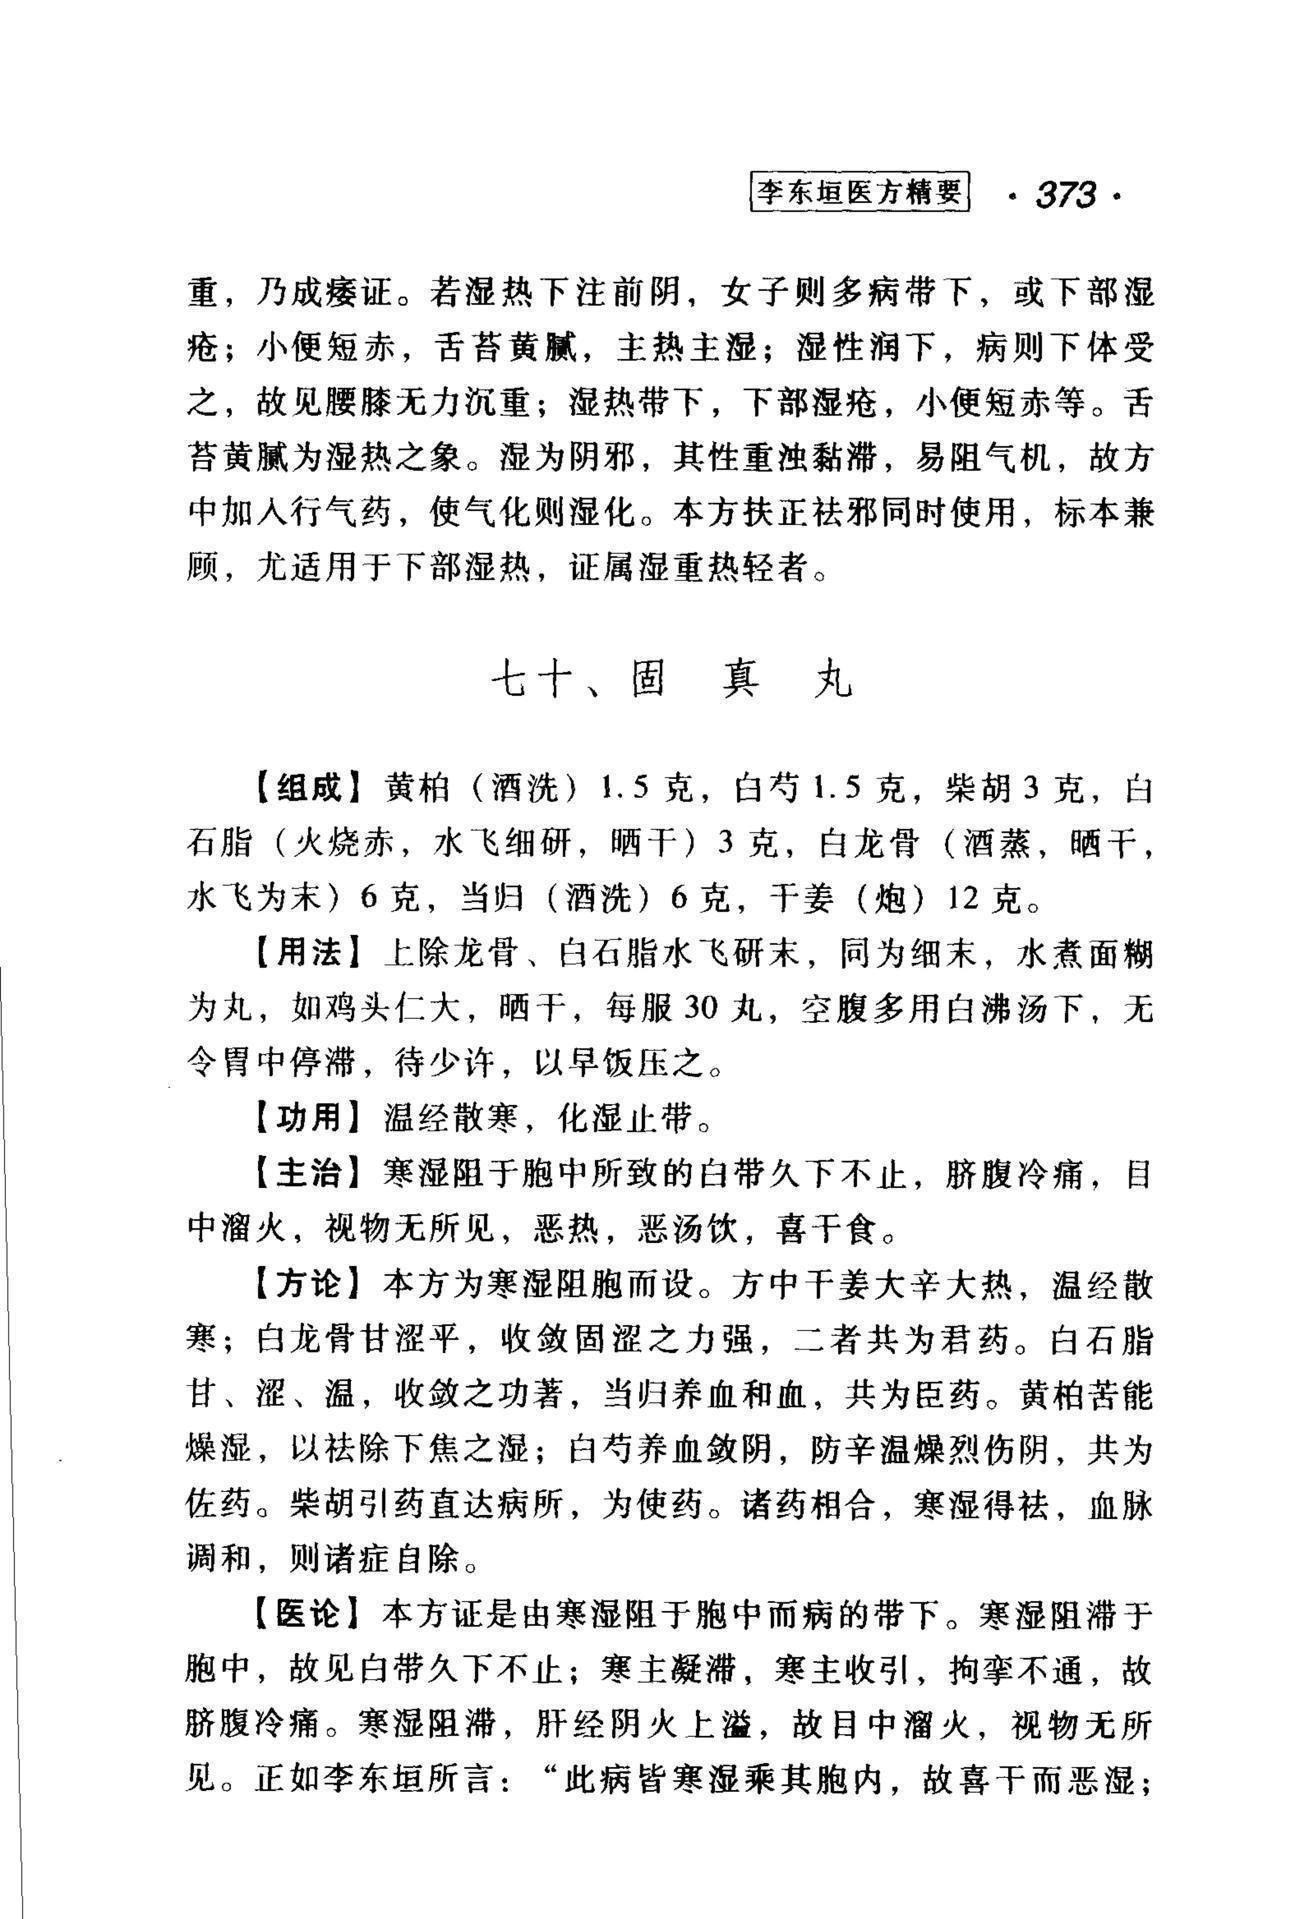 李东垣医方精要 · 373 ·
重，乃成痿证。若湿热下注前阴，女子则多病带下，或下部湿
疮；小便短赤，舌苔黄腻，主热主湿；湿性润下，病则下体受
之，故见腰膝无力沉重；湿热带下，下部湿疮，小便短赤等。舌
苔黄腻为湿热之象。湿为阴邪，其性重浊黏滞，易阻气机，故方
中加入行气药，使气化则湿化。本方扶正祛邪同时使用，标本兼
顾，尤适用于下部湿热，证属湿重热轻者。
七十、固真丸
【组成】黄柏（酒洗）1.5 克，白芍 1.5 克，柴胡 3 克，白
石脂（火烧赤，水飞细研，晒干）3 克，白龙骨（酒蒸，晒干，
水飞为末）6 克，当归（酒洗）6 克，干姜（炮）12 克。
【用法】上除龙骨、白石脂水飞研末，同为细末，水煮面糊
为丸，如鸡头仁大，晒干，每服 30 丸，空腹多用白沸汤下，无
令胃中停滞，待少许，以早饭压之。
【功用】温经散寒，化湿止带。
【主治】寒湿阻于胞中所致的白带久下不止，脐腹冷痛，目
中溜火，视物无所见，恶热，恶汤饮，喜干食。
【方论】本方为寒湿阻胞而设。方中干姜大辛大热，温经散
寒；白龙骨甘涩平，收敛固涩之力强，二者共为君药。白石脂
甘、涩、温，收敛之功著，当归养血和血，共为臣药。黄柏苦能
燥湿，以祛除下焦之湿；白芍养血敛阴，防辛温燥烈伤阴，共为
佐药。柴胡引药直达病所，为使药。诸药相合，寒湿得祛，血脉
调和，则诸症自除。
【医论】本方证是由寒湿阻于胞中而病的带下。寒湿阻滞于
胞中，故见白带久下不止；寒主凝滞，寒主收引，拘挛不通，故
脐腹冷痛。寒湿阻滞，肝经阴火上溢，故目中溜火，视物无所
见。正如李东垣所言：“此病皆寒湿乘其胞内，故喜干而恶湿；